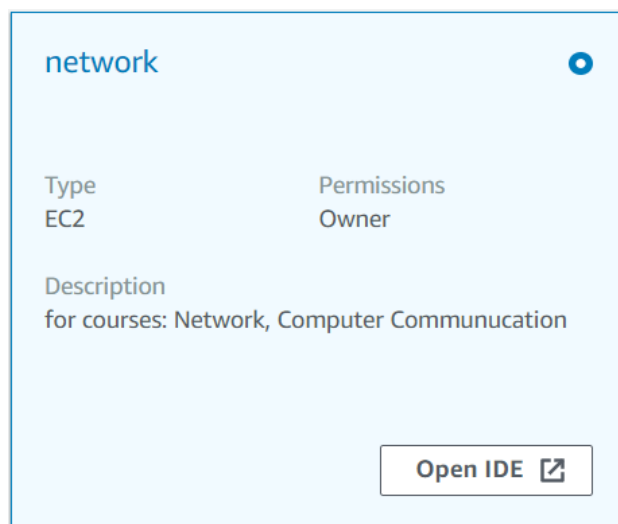 network
Type
Permissions
EC2
Owner
Description
for courses: Network, Computer Communucation
Open IDE